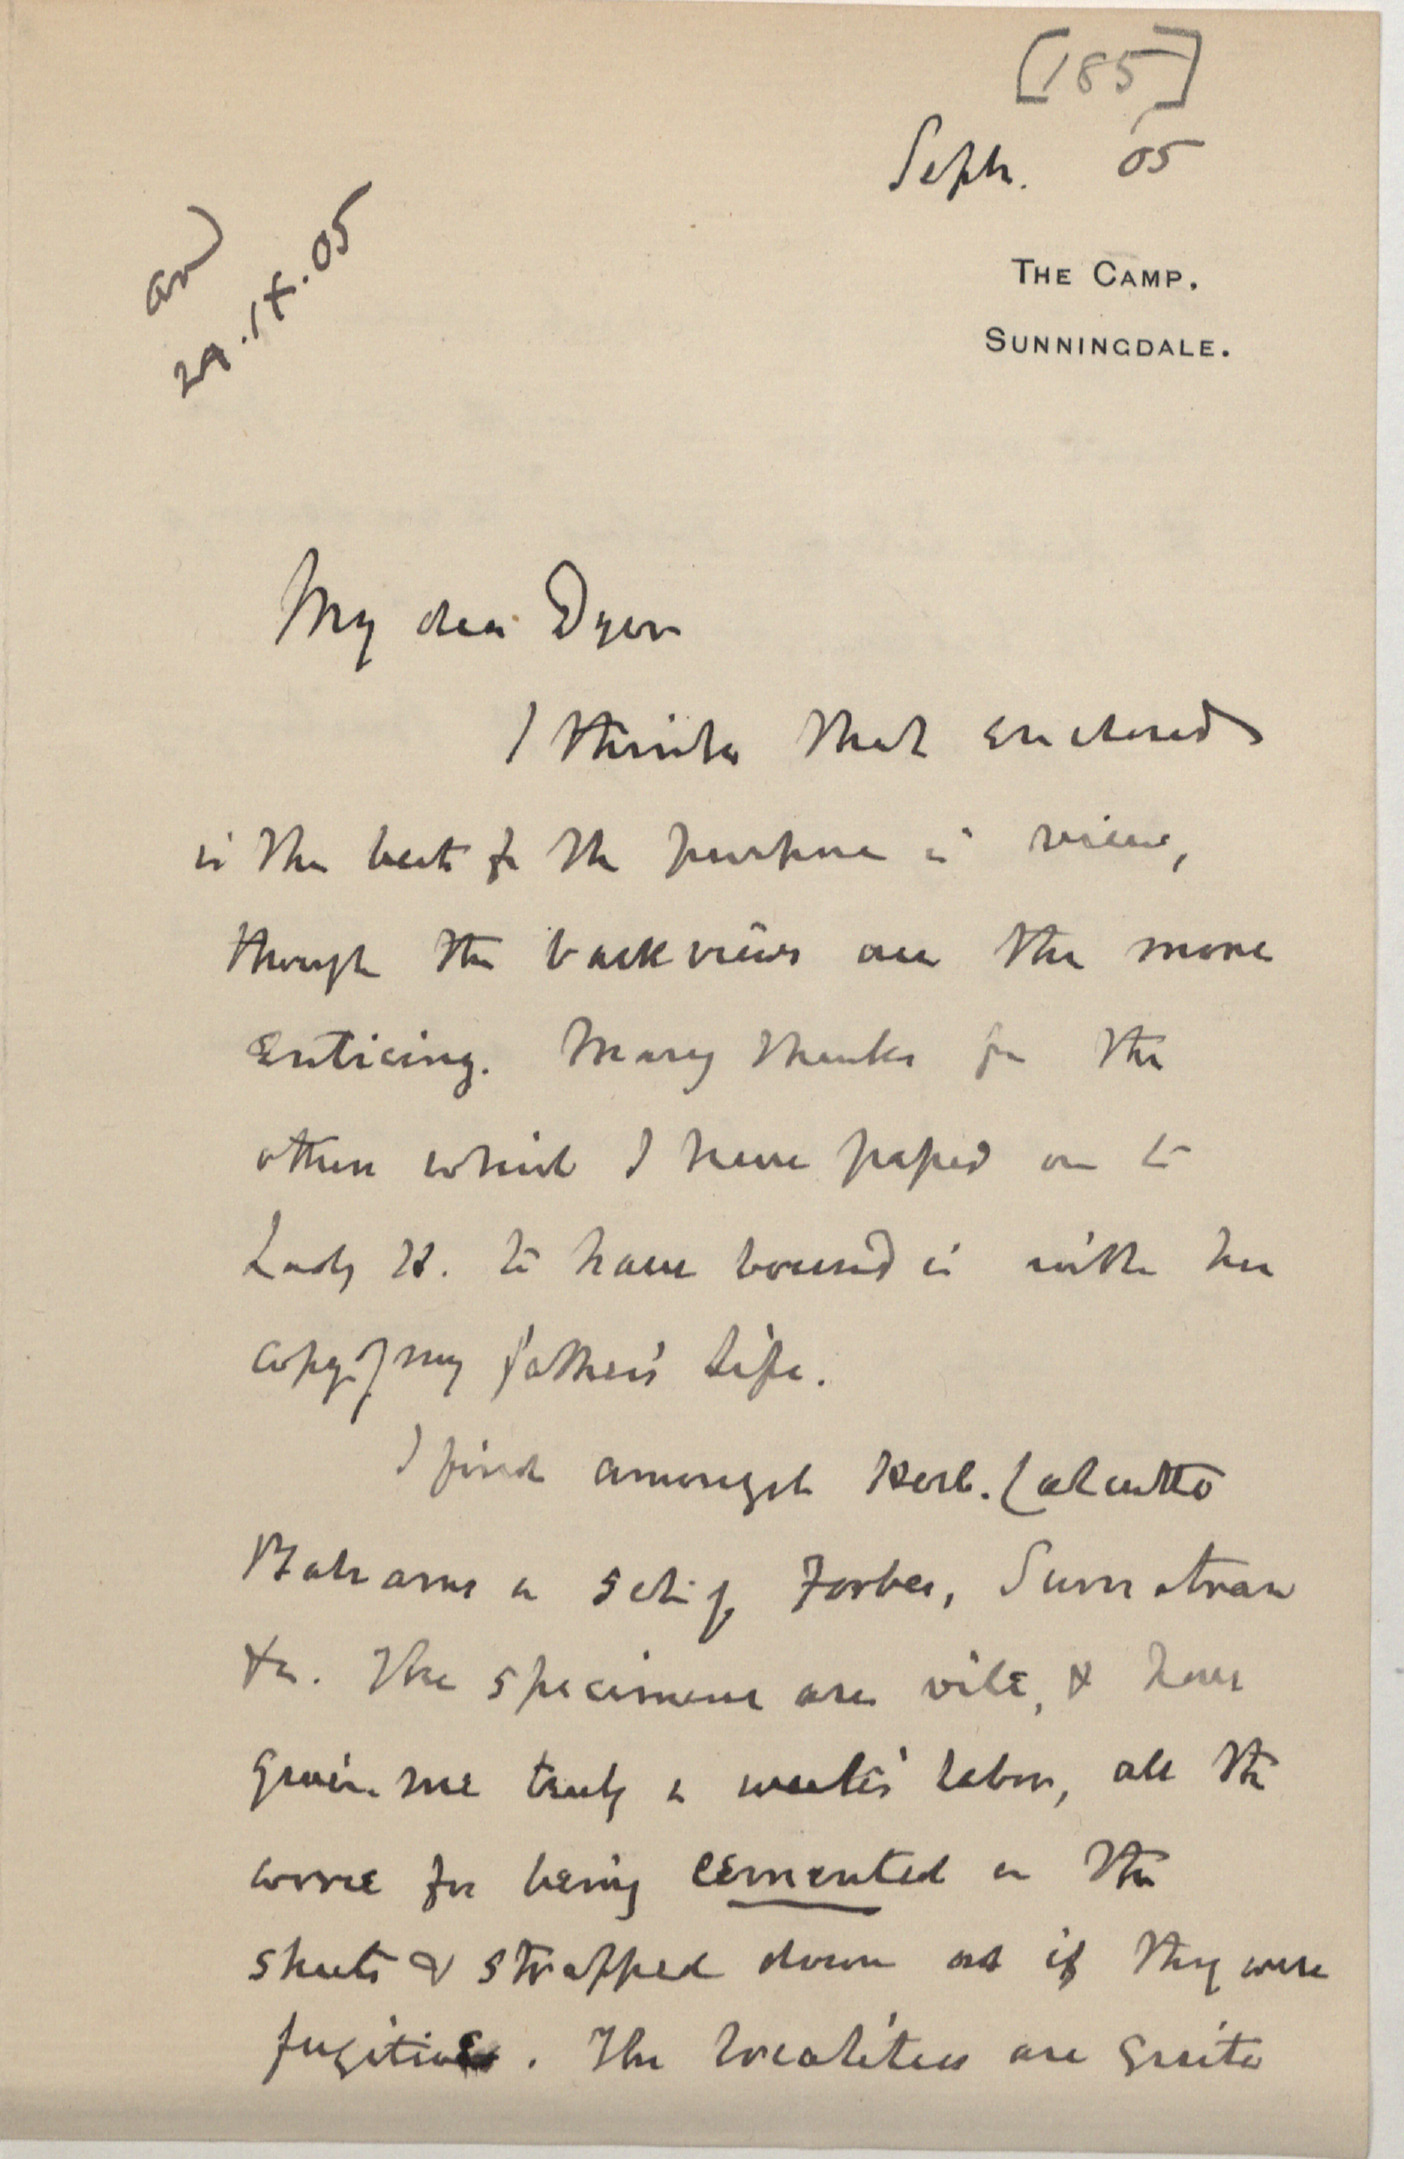 [185]
Sept. '05
an)
29.IX.05
THE CAMP.
SUNNINGDALE.
My dear Dyer
I think that enclosed
is the best for the purpose in view,
though the back views are the more
enticing. Many thanks for the
other which I have passed on to
Lady H. to have bound in with her
copy of my father's life.
I find amongst Herb. Calcutta
Balsams a set of Forbes, Sumatran
&c. The specimens are vile, & have
given me truly a week's labor, all the
worse for being cemented on the
sheets & strapped down as if they were
fugitives. The localities are quite